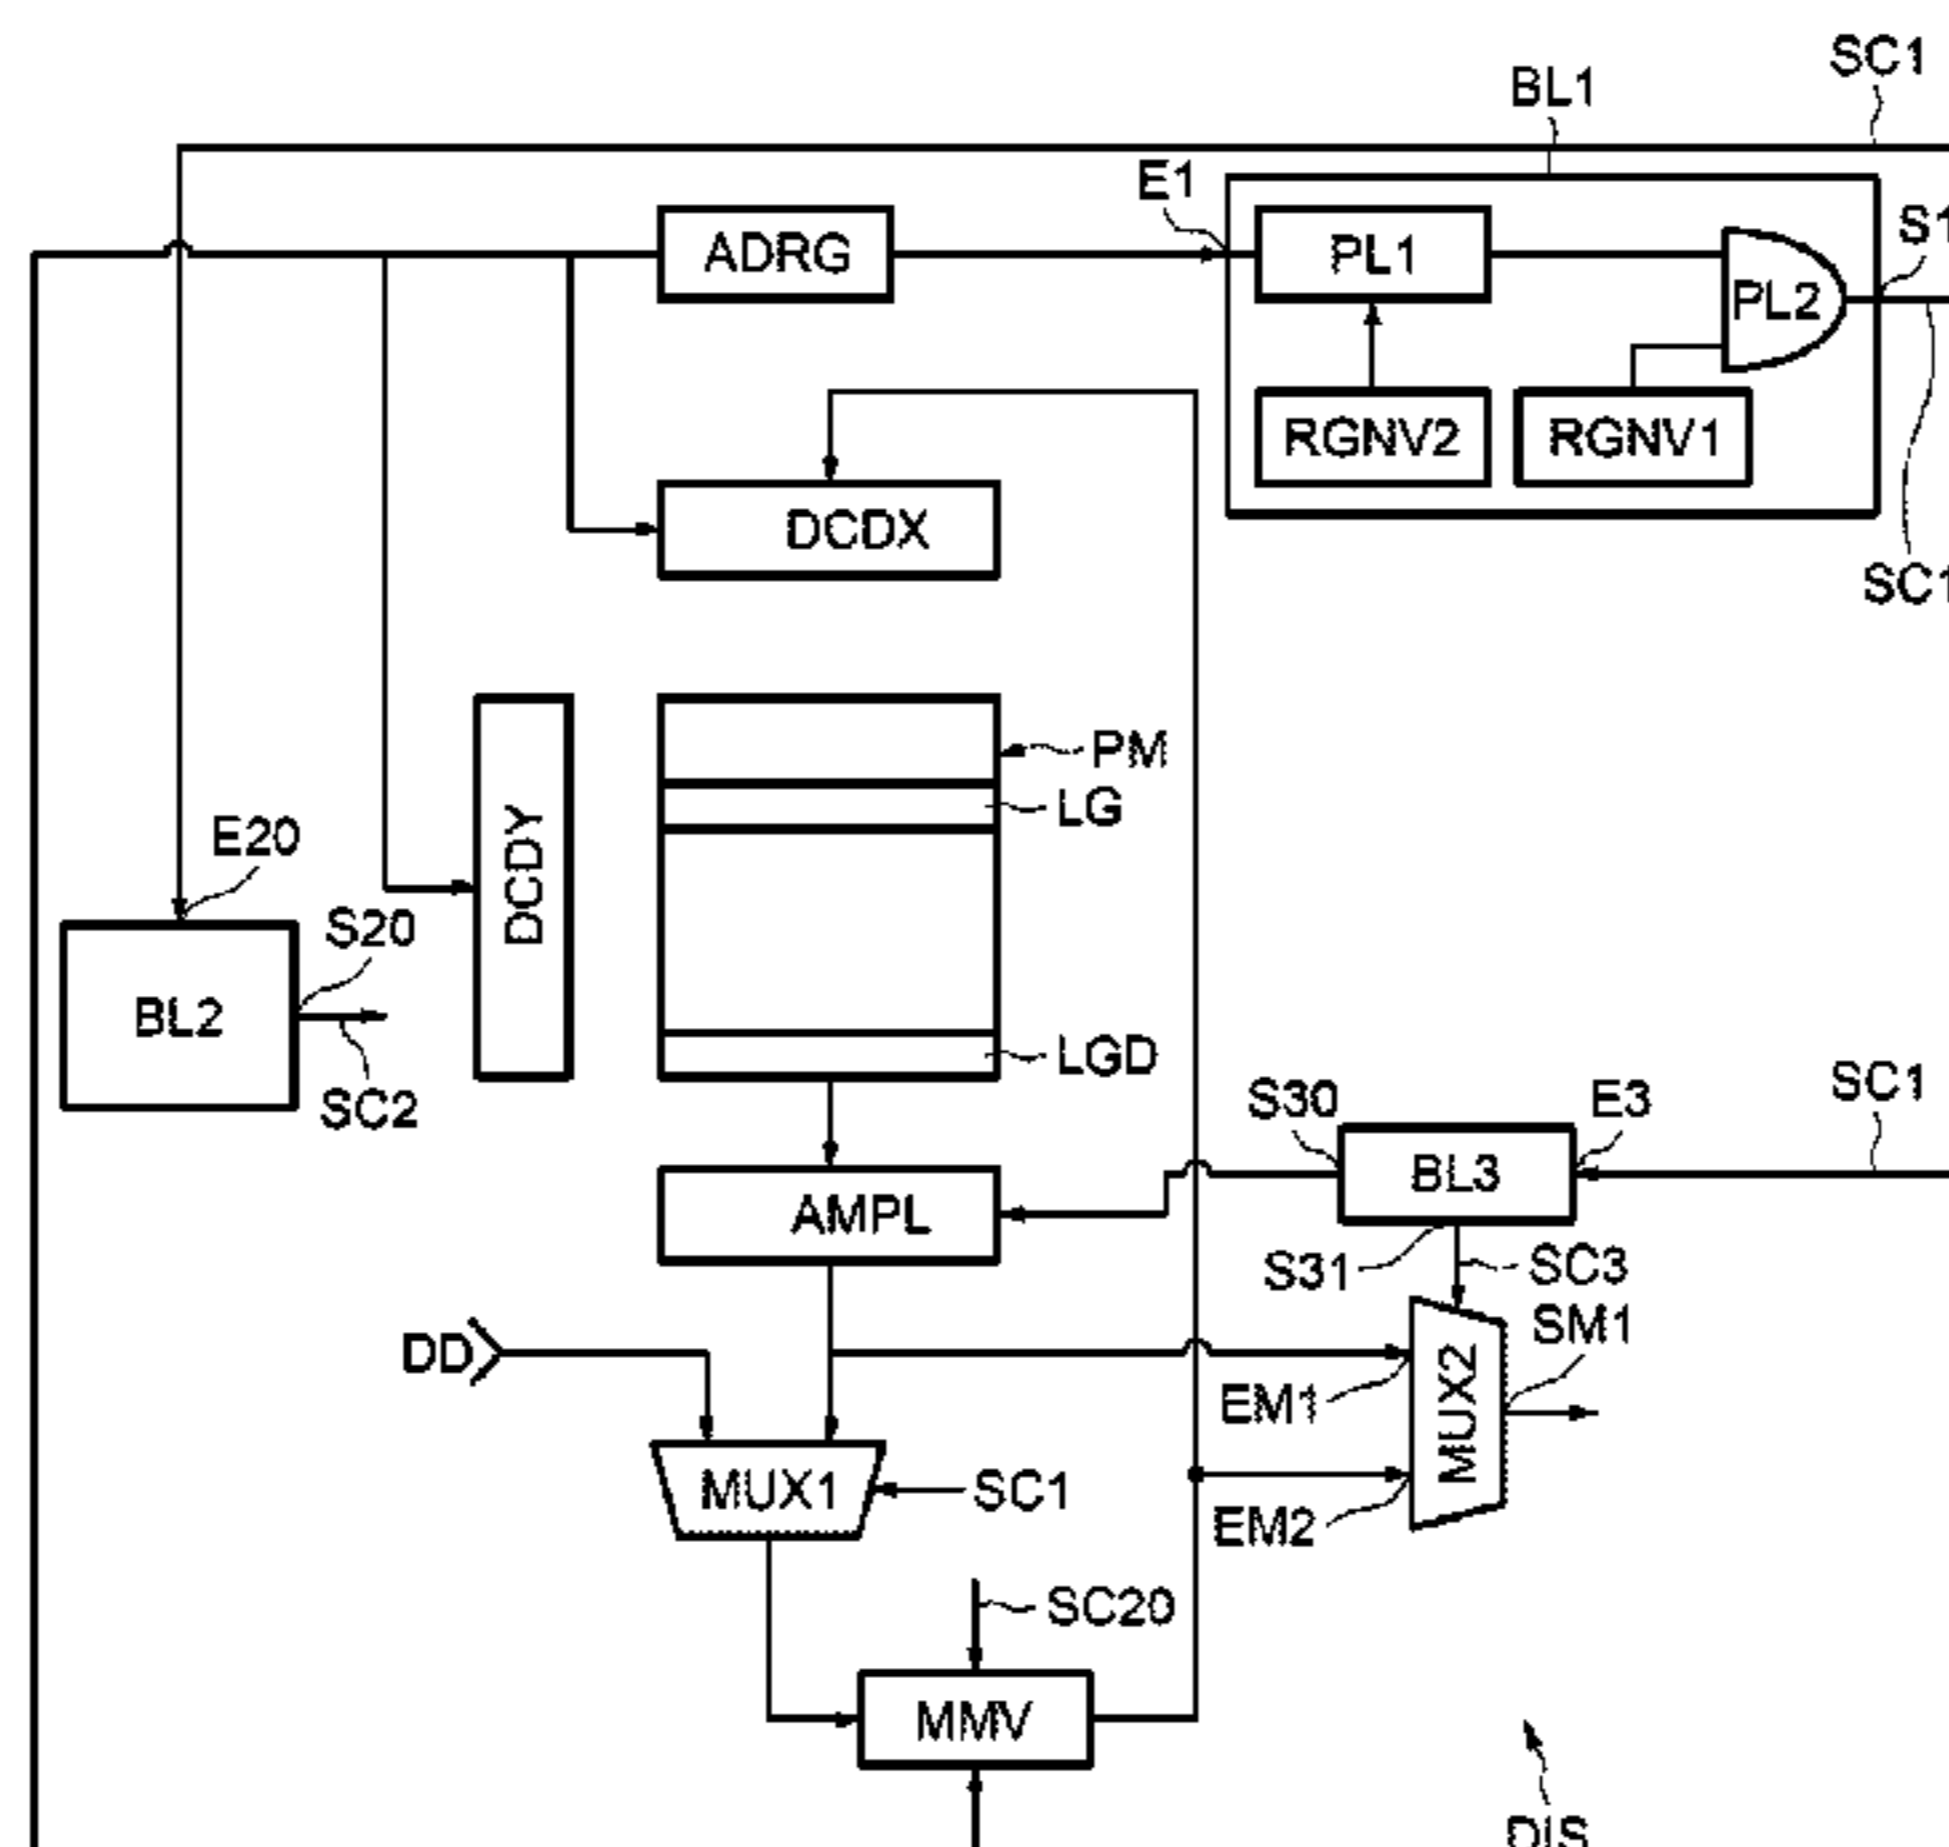 SC1
BL1
E1
S1
ADRG
PL1
PL2
RGNV2
RGNV1
DCDX
SC1
PM
LG
E20
DCDY
S20
BL2
LGD
SC2
S30
E3
SC1
BL3
AMPL
S31
SC3
SM1
DD
EM1
MUX2
MUX1
SC1
EM2
SC20
MMV
DIS